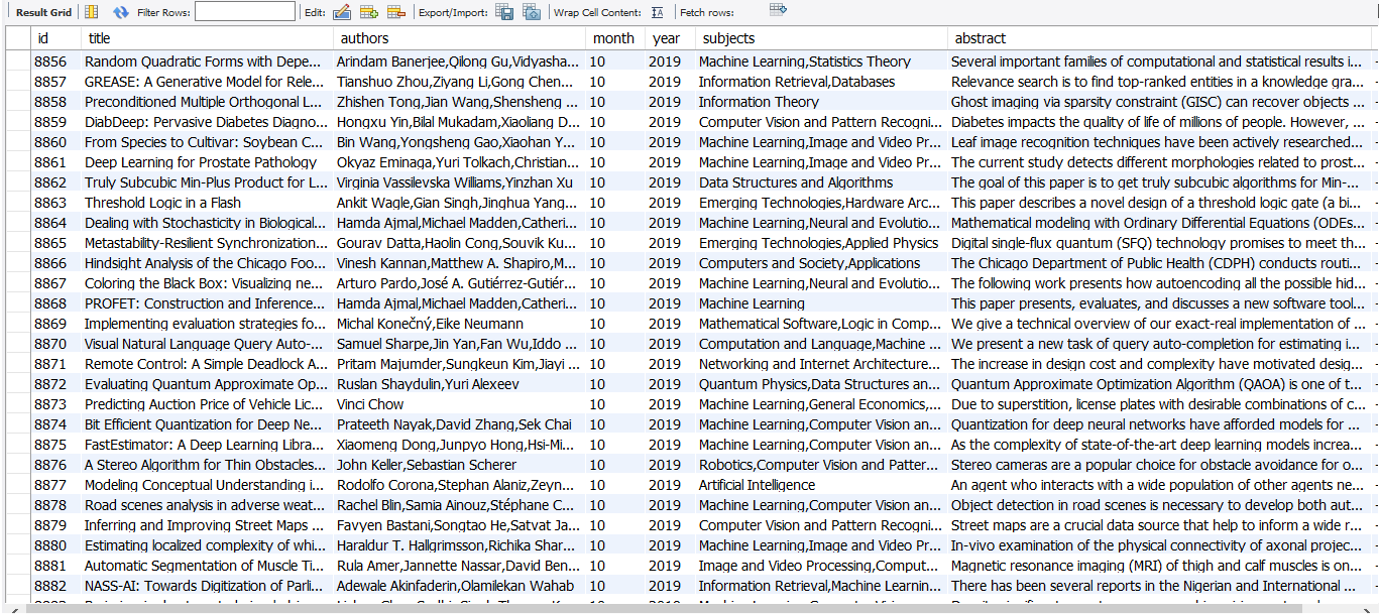 Result Grid Filter Rows: Edit: Export/Import: Wrap Cell Content: Fetch rows:
id title authors month year subjects abstract
8856 Random Quadratic Forms with Depe... Arindam Banerjee,Qilong Gu,Vidyasha... 10 2019 Machine Learning,Statistics Theory Several important families of computational and statistical results i...
8857 GREASE: A Generative Model for Rele... Tianshuo Zhou,Ziyang Li,Gong Chen... 10 2019 Information Retrieval,Databases Relevance search is to find top-ranked entities in a knowledge gra...
8858 Preconditioned Multiple Orthogonal L... Zhishen Tong,Jian Wang,Shensheng ... 10 2019 Information Theory Ghost imaging via sparsity constraint (GISC) can recover objects ...
8859 DiabDeep: Pervasive Diabetes Diagno... Hongxu Yin,Bilal Mukadam,Xiaoliang D... 10 2019 Computer Vision and Pattern Recogni... Diabetes impacts the quality of life of millions of people. However, ...
8860 From Species to Cultivar: Soybean C... Bin Wang,Yongsheng Gao,Xiaohan Y... 10 2019 Machine Learning,Image and Video Pr... Leaf image recognition techniques have been actively researched...
8861 Deep Learning for Prostate Pathology Okyaz Eminaga,Yuri Tolkach,Christian... 10 2019 Machine Learning,Image and Video Pr... The current study detects different morphologies related to prost...
8862 Truly Subcubic Min-Plus Product for L... Virginia Vassilevska Williams,Yinzhan Xu 10 2019 Data Structures and Algorithms The goal of this paper is to get truly subcubic algorithms for Min-...
8863 Threshold Logic in a Flash Ankit Wagle,Gian Singh,Jinghua Yang... 10 2019 Emerging Technologies,Hardware Arc... This paper describes a novel design of a threshold logic gate (a bi...
8864 Dealing with Stochasticity in Biological... Hamda Ajmal,Michael Madden,Catheri... 10 2019 Machine Learning,Neural and Evolutio... Mathematical modeling with Ordinary Differential Equations (ODEs...
8865 Metastability-Resilient Synchronization... Gourav Datta,Haolin Cong,Souvik Ku... 10 2019 Emerging Technologies,Applied Physics Digital single-flux quantum (SFQ) technology promises to meet th...
8866 Hindsight Analysis of the Chicago Foo... Vinesh Kannan,Matthew A. Shapiro,M... 10 2019 Computers and Society,Applications The Chicago Department of Public Health (CDPH) conducts routi...
8867 Coloring the Black Box: Visualizing ne... Arturo Pardo,José A. Gutiérrez-Gutiér... 10 2019 Machine Learning,Neural and Evolutio... The following work presents how autoencoding all the possible hid...
8868 PROFET: Construction and Inference... Hamda Ajmal,Michael Madden,Catheri... 10 2019 Machine Learning This paper presents, evaluates, and discusses a new software tool...
8869 Implementing evaluation strategies fo... Michal Konečný,Eike Neumann 10 2019 Mathematical Software,Logic in Comp... We give a technical overview of our exact-real implementation of ...
8870 Visual Natural Language Query Auto-... Samuel Sharpe,Jin Yan,Fan Wu,Iddo ... 10 2019 Computation and Language,Machine ... We present a new task of query auto-completion for estimating i...
8871 Remote Control: A Simple Deadlock A... Pritam Majumder,Sungkeun Kim,Jiayi ... 10 2019 Networking and Internet Architecture... The increase in design cost and complexity have motivated desig...
8872 Evaluating Quantum Approximate Op... Ruslan Shaydulin,Yuri Alexeev 10 2019 Quantum Physics,Data Structures an... Quantum Approximate Optimization Algorithm (QAOA) is one of t...
8873 Predicting Auction Price of Vehicle Lic... Vinci Chow 10 2019 Machine Learning,General Economics,... Due to superstition, license plates with desirable combinations of c...
8874 Bit Efficient Quantization for Deep Ne... Prateeth Nayak,David Zhang,Sek Chai 10 2019 Machine Learning,Computer Vision an... Quantization for deep neural networks have afforded models for ...
8875 FastEstimator: A Deep Learning Libra... Xiaomeng Dong,Junpyo Hong,Hsi-Mi... 10 2019 Machine Learning,Computer Vision an... As the complexity of state-of-the-art deep learning models increa...
8876 A Stereo Algorithm for Thin Obstacles... John Keller,Sebastian Scherer 10 2019 Robotics,Computer Vision and Patter... Stereo cameras are a popular choice for obstacle avoidance for o...
8877 Modeling Conceptual Understanding i... Rodolfo Corona,Stephan Alaniz,Zeyn... 10 2019 Artificial Intelligence An agent who interacts with a wide population of other agents ne...
8878 Road scenes analysis in adverse weat... Rachel Blin,Samia Ainouz,Stéphane C... 10 2019 Machine Learning,Computer Vision an... Object detection in road scenes is necessary to develop both aut...
8879 Inferring and Improving Street Maps ... Favyen Bastani,Songtao He,Satvat Ja... 10 2019 Computer Vision and Pattern Recogni... Street maps are a crucial data source that help to inform a wide r...
8880 Estimating localized complexity of whi... Haraldur T. Hallgrimsson,Richika Shar... 10 2019 Machine Learning,Image and Video Pr... In-vivo examination of the physical connectivity of axonal projec...
8881 Automatic Segmentation of Muscle Ti... Rula Amer,Jannette Nassar,David Ben... 10 2019 Image and Video Processing,Comput... Magnetic resonance imaging (MRI) of thigh and calf muscles is on...
8882 NASS-AI: Towards Digitization of Parli... Adewale Akinfaderin,Olamilekan Wahab 10 2019 Information Retrieval,Machine Learnin... There has been several reports in the Nigerian and International ...